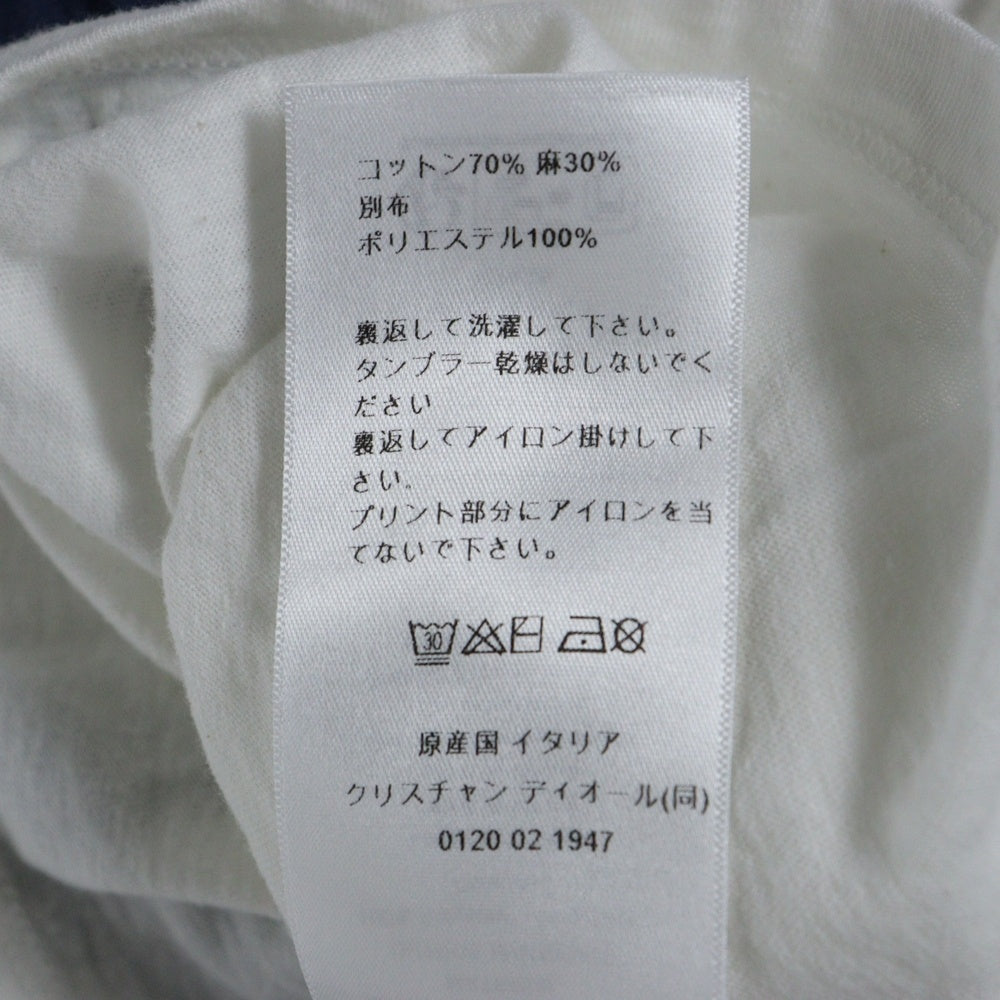 コットン70% 麻30%
別布
ポリエステル100%
裏返して洗濯して下さい。
タンブラー乾燥はしないでく
ださい
裏返してアイロン掛けして下
さい。
プリント部分にアイロンを当
てないで下さい。
30
原産国 イタリア
クリスチャン ディオール(同)
0120 02 1947